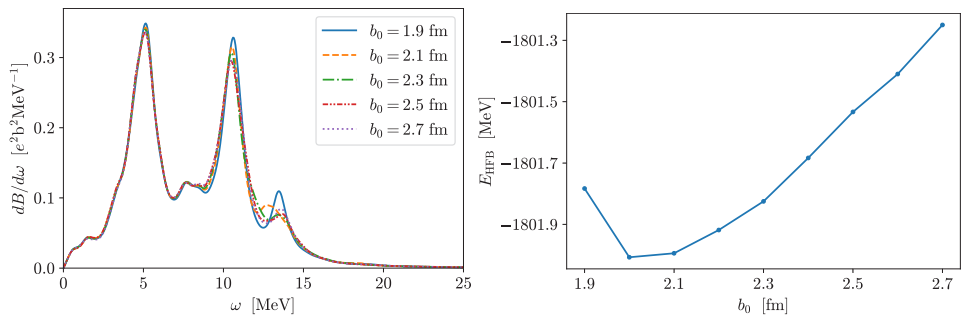 0.3
0.2
0.1
0.0
dB/dω [e²b²MeV⁻¹]
b₀ = 1.9 fm
b₀ = 2.1 fm
b₀ = 2.3 fm
b₀ = 2.5 fm
b₀ = 2.7 fm
0 5 10 15 20 25
ω [MeV]
−1801.3
−1801.5
−1801.7
−1801.9
E_HFB [MeV]
1.9 2.1 2.3 2.5 2.7
b₀ [fm]